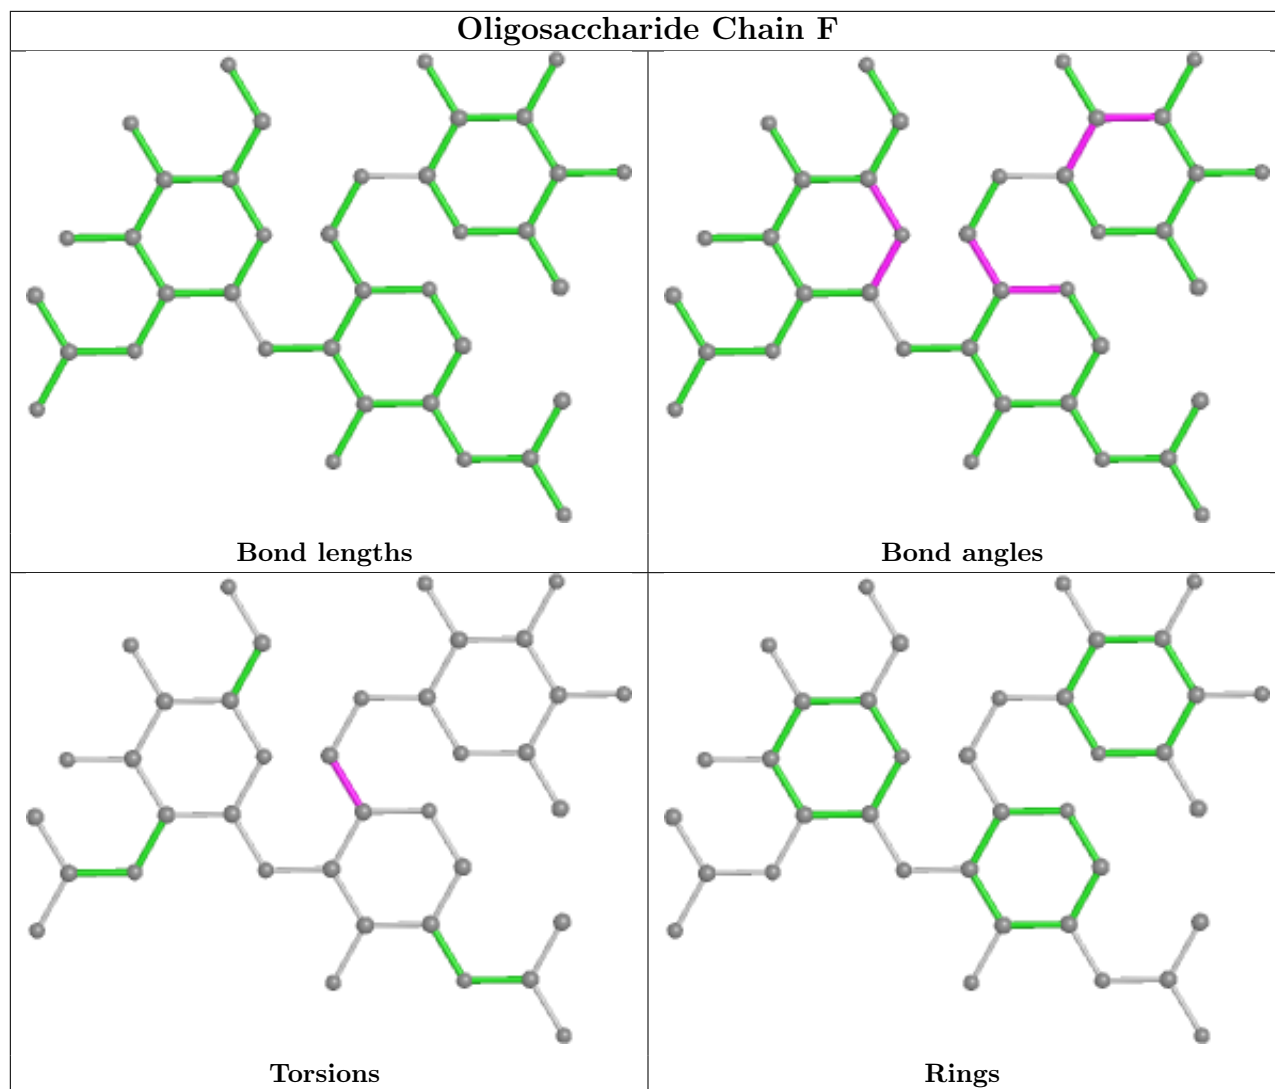 Oligosaccharide Chain F
Bond lengths
Bond angles
Torsions
Rings